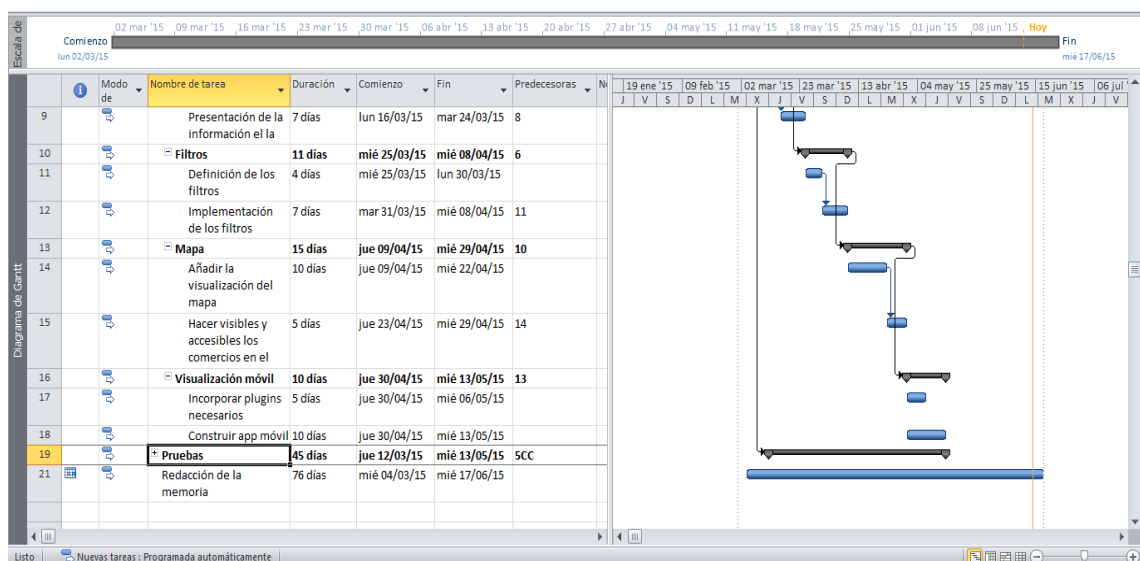 Escala de
02 mar '15 09 mar '15 16 mar '15 23 mar '15 30 mar '15 06 abr '15 13 abr '15 20 abr '15 27 abr '15 04 may '15 11 may '15 18 may '15 25 may '15 01 jun '15 08 jun '15 Hoy
Comienzo
lun 02/03/15
Fin
mié 17/06/15
Diagrama de Gantt
Modo de Nombre de tarea Duración Comienzo Fin Predecesoras
19 ene '15 09 feb '15 02 mar '15 23 mar '15 13 abr '15 04 may '15 25 may '15 15 jun '15 06 jul '
J V S D L M X J V S D L M X J V S D L M X J V
9 Presentación de la 7 días lun 16/03/15 mar 24/03/15 8
información el la
10 Filtros 11 días mié 25/03/15 mié 08/04/15 6
11 Definición de los 4 días mié 25/03/15 lun 30/03/15
filtros
12 Implementación 7 días mar 31/03/15 mié 08/04/15 11
de los filtros
13 Mapa 15 días jue 09/04/15 mié 29/04/15 10
14 Añadir la 10 días jue 09/04/15 mié 22/04/15
visualización del
mapa
15 Hacer visibles y 5 días jue 23/04/15 mié 29/04/15 14
accesibles los
comercios en el
16 Visualización móvil 10 días jue 30/04/15 mié 13/05/15 13
17 Incorporar plugins 5 días jue 30/04/15 mié 06/05/15
necesarios
18 Construir app móvil 10 días jue 30/04/15 mié 13/05/15
19 Pruebas 45 días jue 12/03/15 mié 13/05/15 5CC
21 Redacción de la 76 días mié 04/03/15 mié 17/06/15
memoria
Listo Nuevas tareas : Programada automáticamente